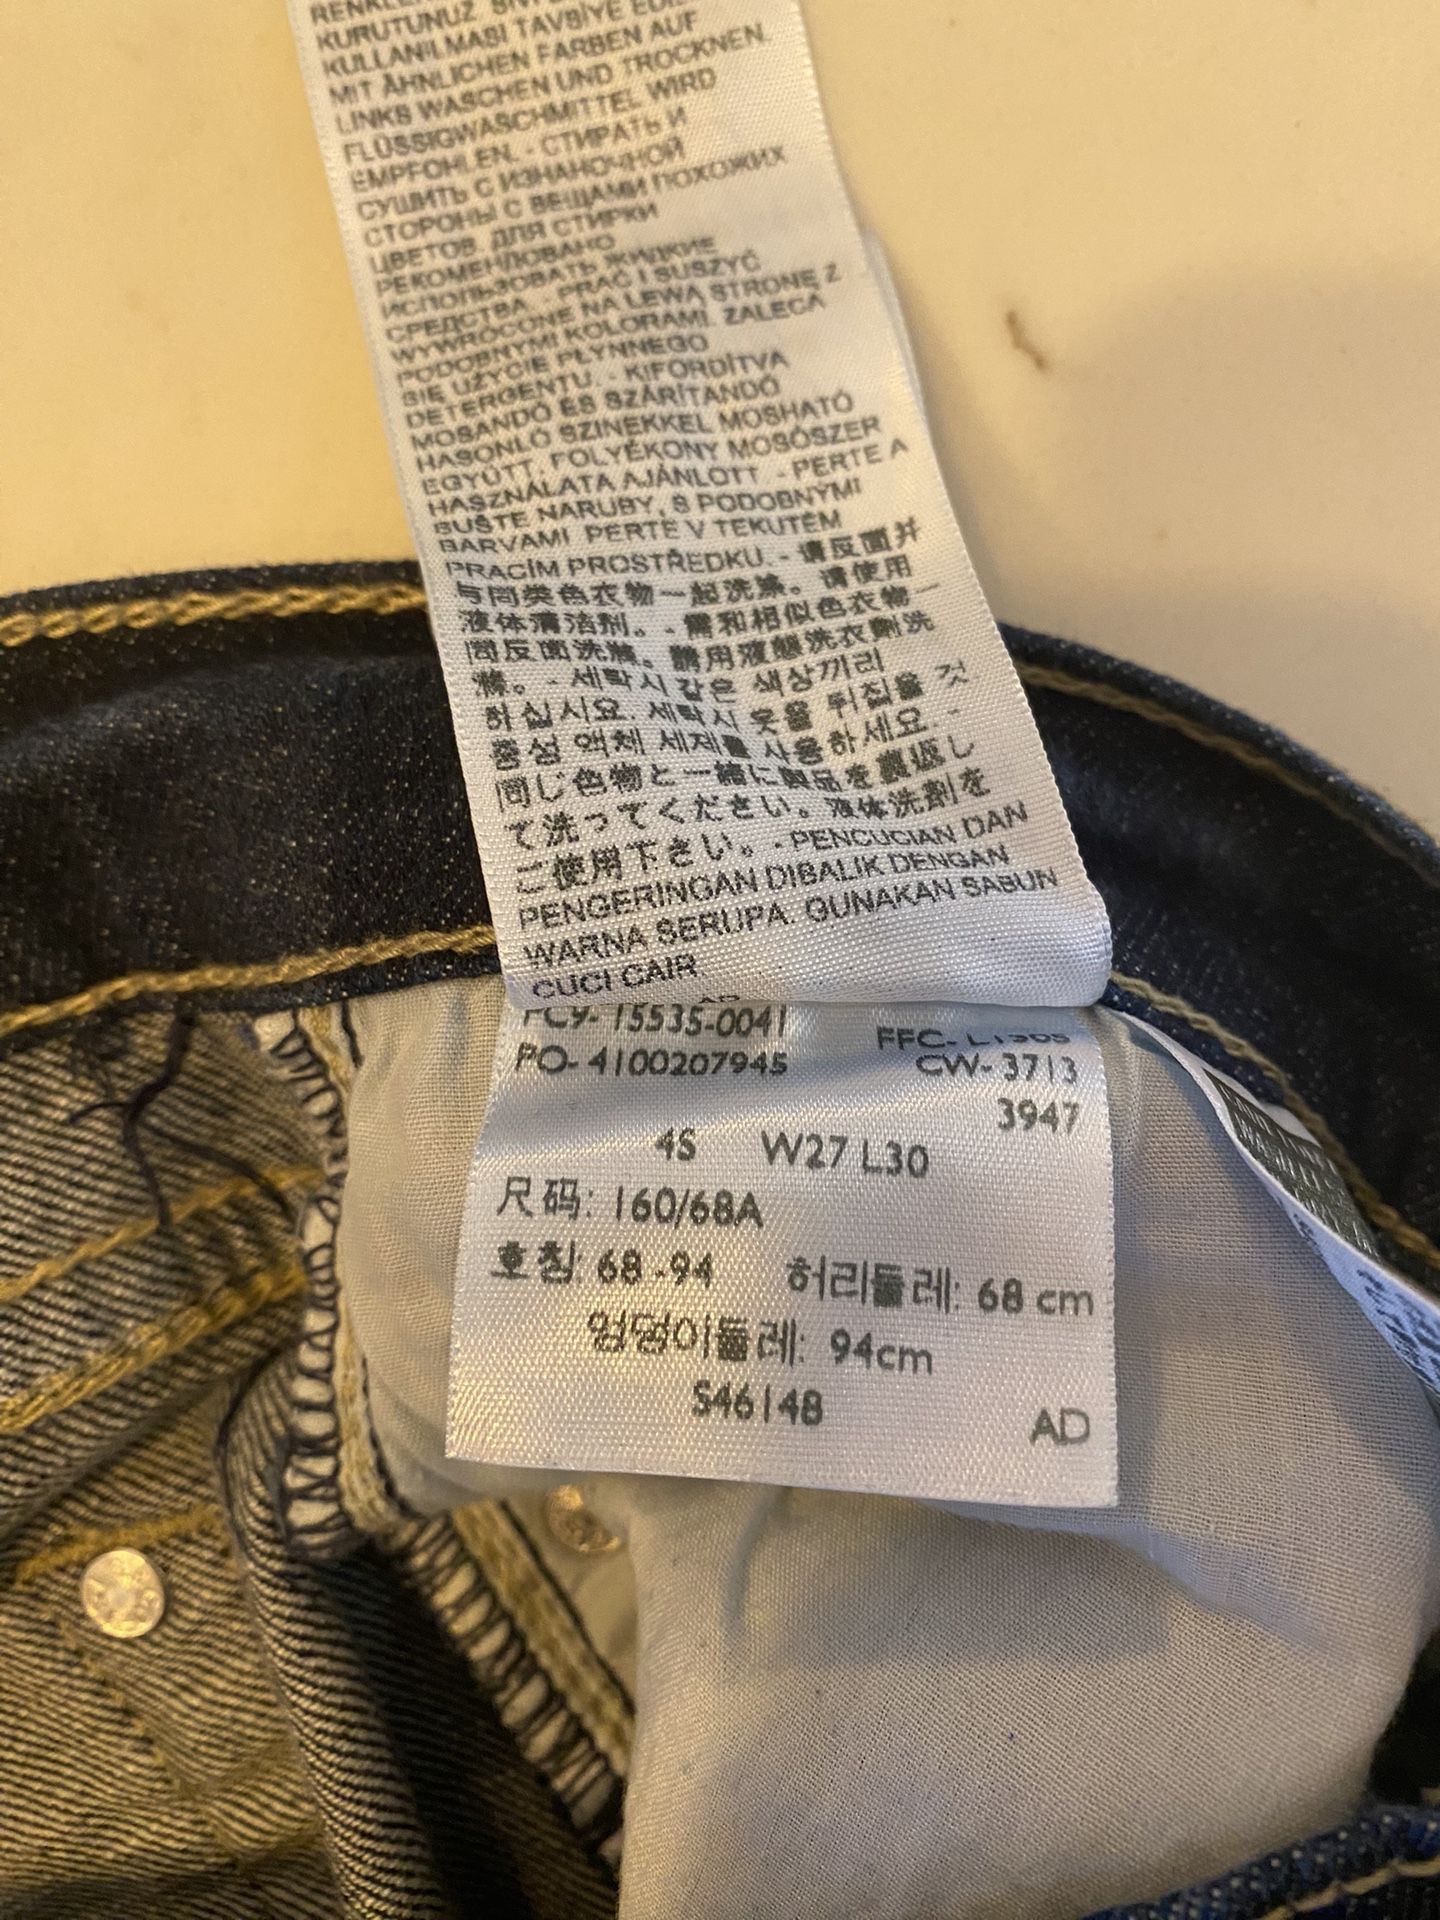 KURUTUNUZ. SIVI
KULLANILMASI TAVSİYE EDİL
MIT ÄHNLICHEN FARBEN AUF
LINKS WASCHEN UND TROCKNEN.
FLÜSSIGWASCHMITTEL WIRD
EMPFOHLEN. - СТИРАТЬ И
СУШИТЬ С ИЗНАНОЧНОЙ
СТОРОНЫ С ВЕЩАМИ ПОХОЖИХ
ЦВЕТОВ. ДЛЯ СТИРКИ
РЕКОМЕНДОВАНО
ИСПОЛЬЗОВАТЬ ЖИДКИЕ
СРЕДСТВА. - PRAĆ I SUSZYĆ
WYWRÓCONE NA LEWĄ STRONĘ Z
PODOBNYMI KOLORAMI. ZALECA
SIĘ UŻYCIE PŁYNNEGO
DETERGENTU. - KIFORDÍTVA
MOSANDÓ ÉS SZÁRÍTANDÓ
HASONLÓ SZINEKKEL MOSHATÓ
EGYÜTT. FOLYÉKONY MOSÓSZER
HASZNÁLATA AJÁNLOTT - PERTE A
BUŠTE NARUBY, S PODOBNÝMI
BARVAMI PERTE V TEKUTÉM
PRACÍM PROSTŘEDKU. - 请反面并
与同类色衣物一起洗涤。请使用
液体清洁剂。- 需和相似色衣物一
同反面洗滌。請用液態洗衣劑洗
滌。- 세탁시 같은 색상끼리
하십시요. 세탁시 옷을 뒤집을 것
중성 액체 세제를 사용하세요. -
同じ色物と一緒に製品を裏返し
て洗ってください。液体洗剤を
ご使用下さい。- PENCUCIAN DAN
PENGERINGAN DIBALIK DENGAN
WARNA SERUPA. GUNAKAN SABUN
CUCI CAIR
PC9- 15535-0041
PO- 4100207945 CW- 3713
3947
4S W27 L30
尺码: 160/68A
호칭: 68 -94 허리둘레: 68 cm
엉덩이둘레: 94cm
S46148 AD